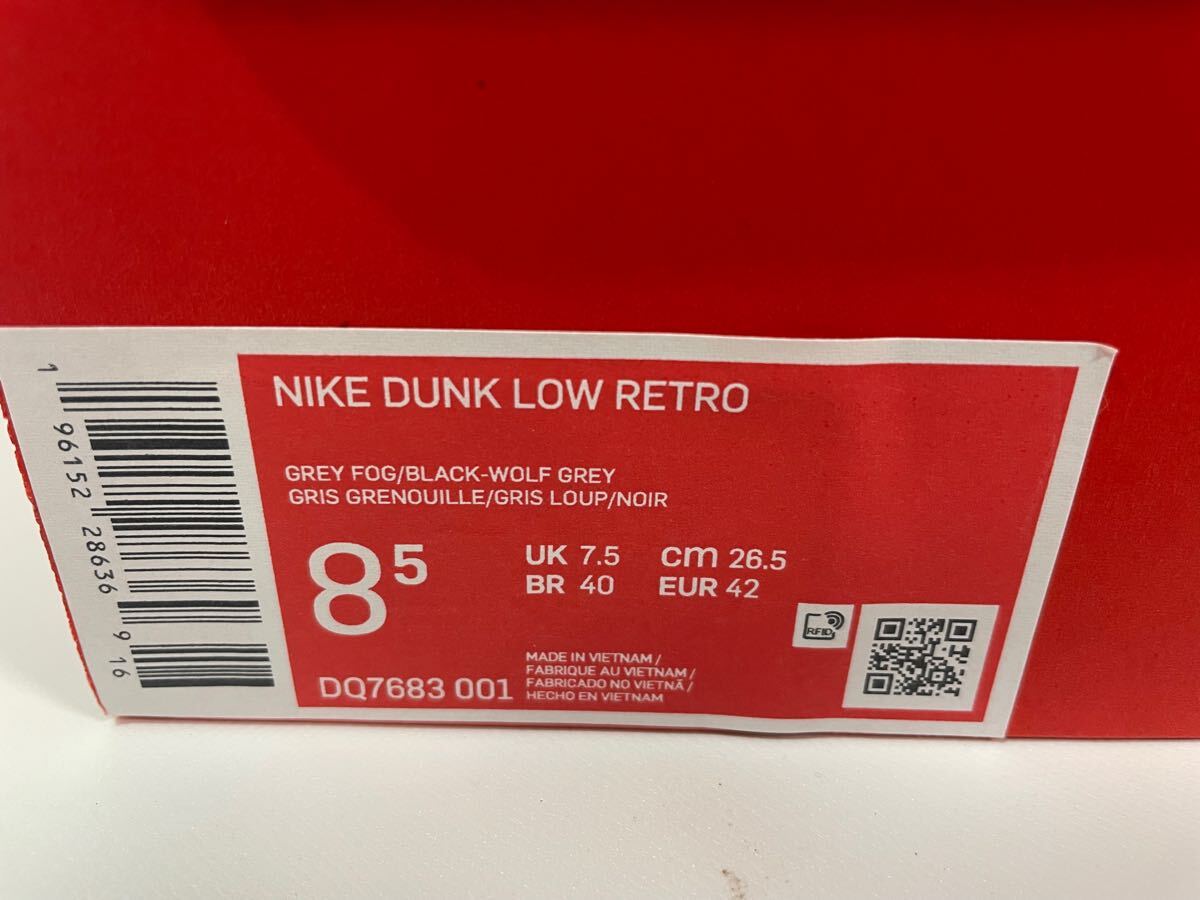 NIKE DUNK LOW RETRO
GREY FOG/BLACK-WOLF GREY
GRIS GRENOUILLE/GRIS LOUP/NOIR
8 5
UK 7.5 cm 26.5
BR 40 EUR 42
RFID
DQ7683 001
MADE IN VIETNAM /
FABRIQUE AU VIETNAM /
FABRICADO NO VIETNÃ /
HECHO EN VIETNAM
1 96152 28636 9 16